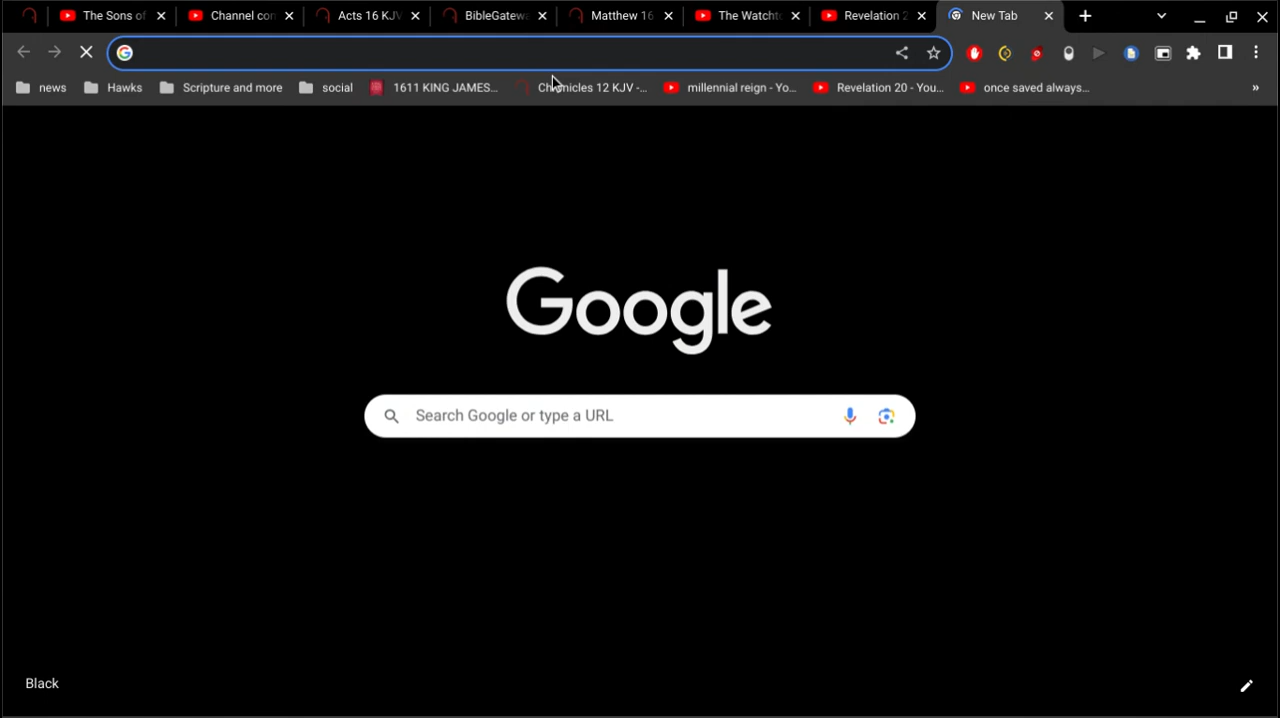 The Sons of Channel con Acts 16 KJV BibleGatewa Matthew 16 The Watcht Revelation 2 New Tab
news Hawks Scripture and more social 1611 KING JAMES... Chronicles 12 KJV -... millennial reign - Yo... Revelation 20 - You... once saved always... »
Google
Search Google or type a URL
Black